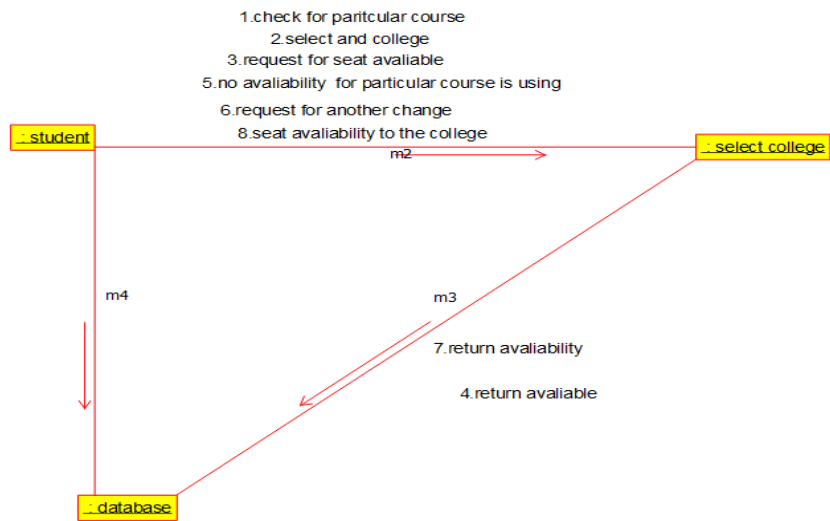 1.check for paritcular course
2.select and college
3.request for seat avaliable
5.no avaliability for particular course is using
6.request for another change
: student
8.seat avaliability to the college
m2
: select college
m4
m3
7.return avaliability
4.return avaliable
: database